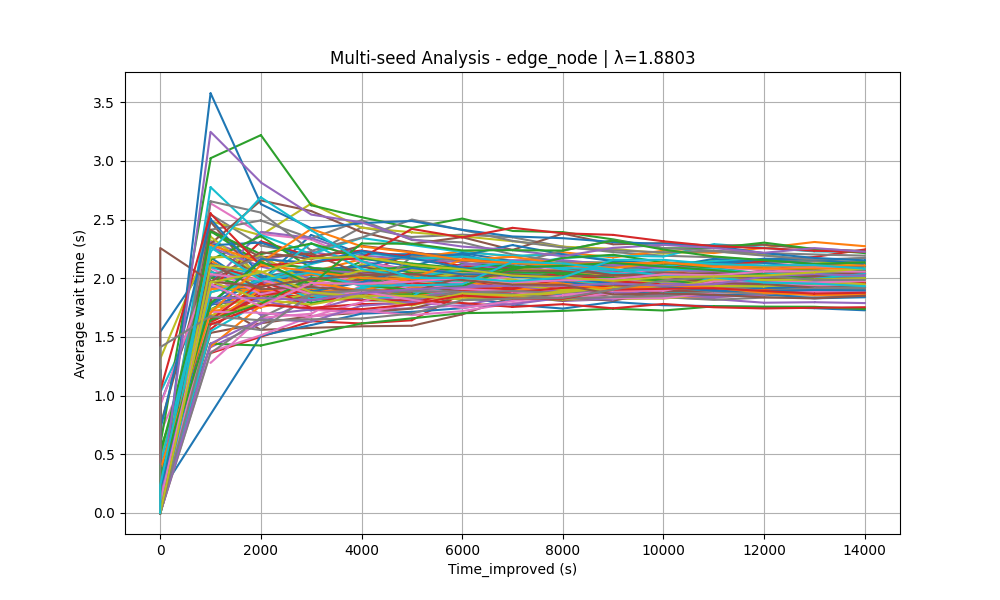 Multi-seed Analysis - edge_node | λ=1.8803
Average wait time (s)
3.5
3.0
2.5
2.0
1.5
1.0
0.5
0.0
0 2000 4000 6000 8000 10000 12000 14000
Time_improved (s)